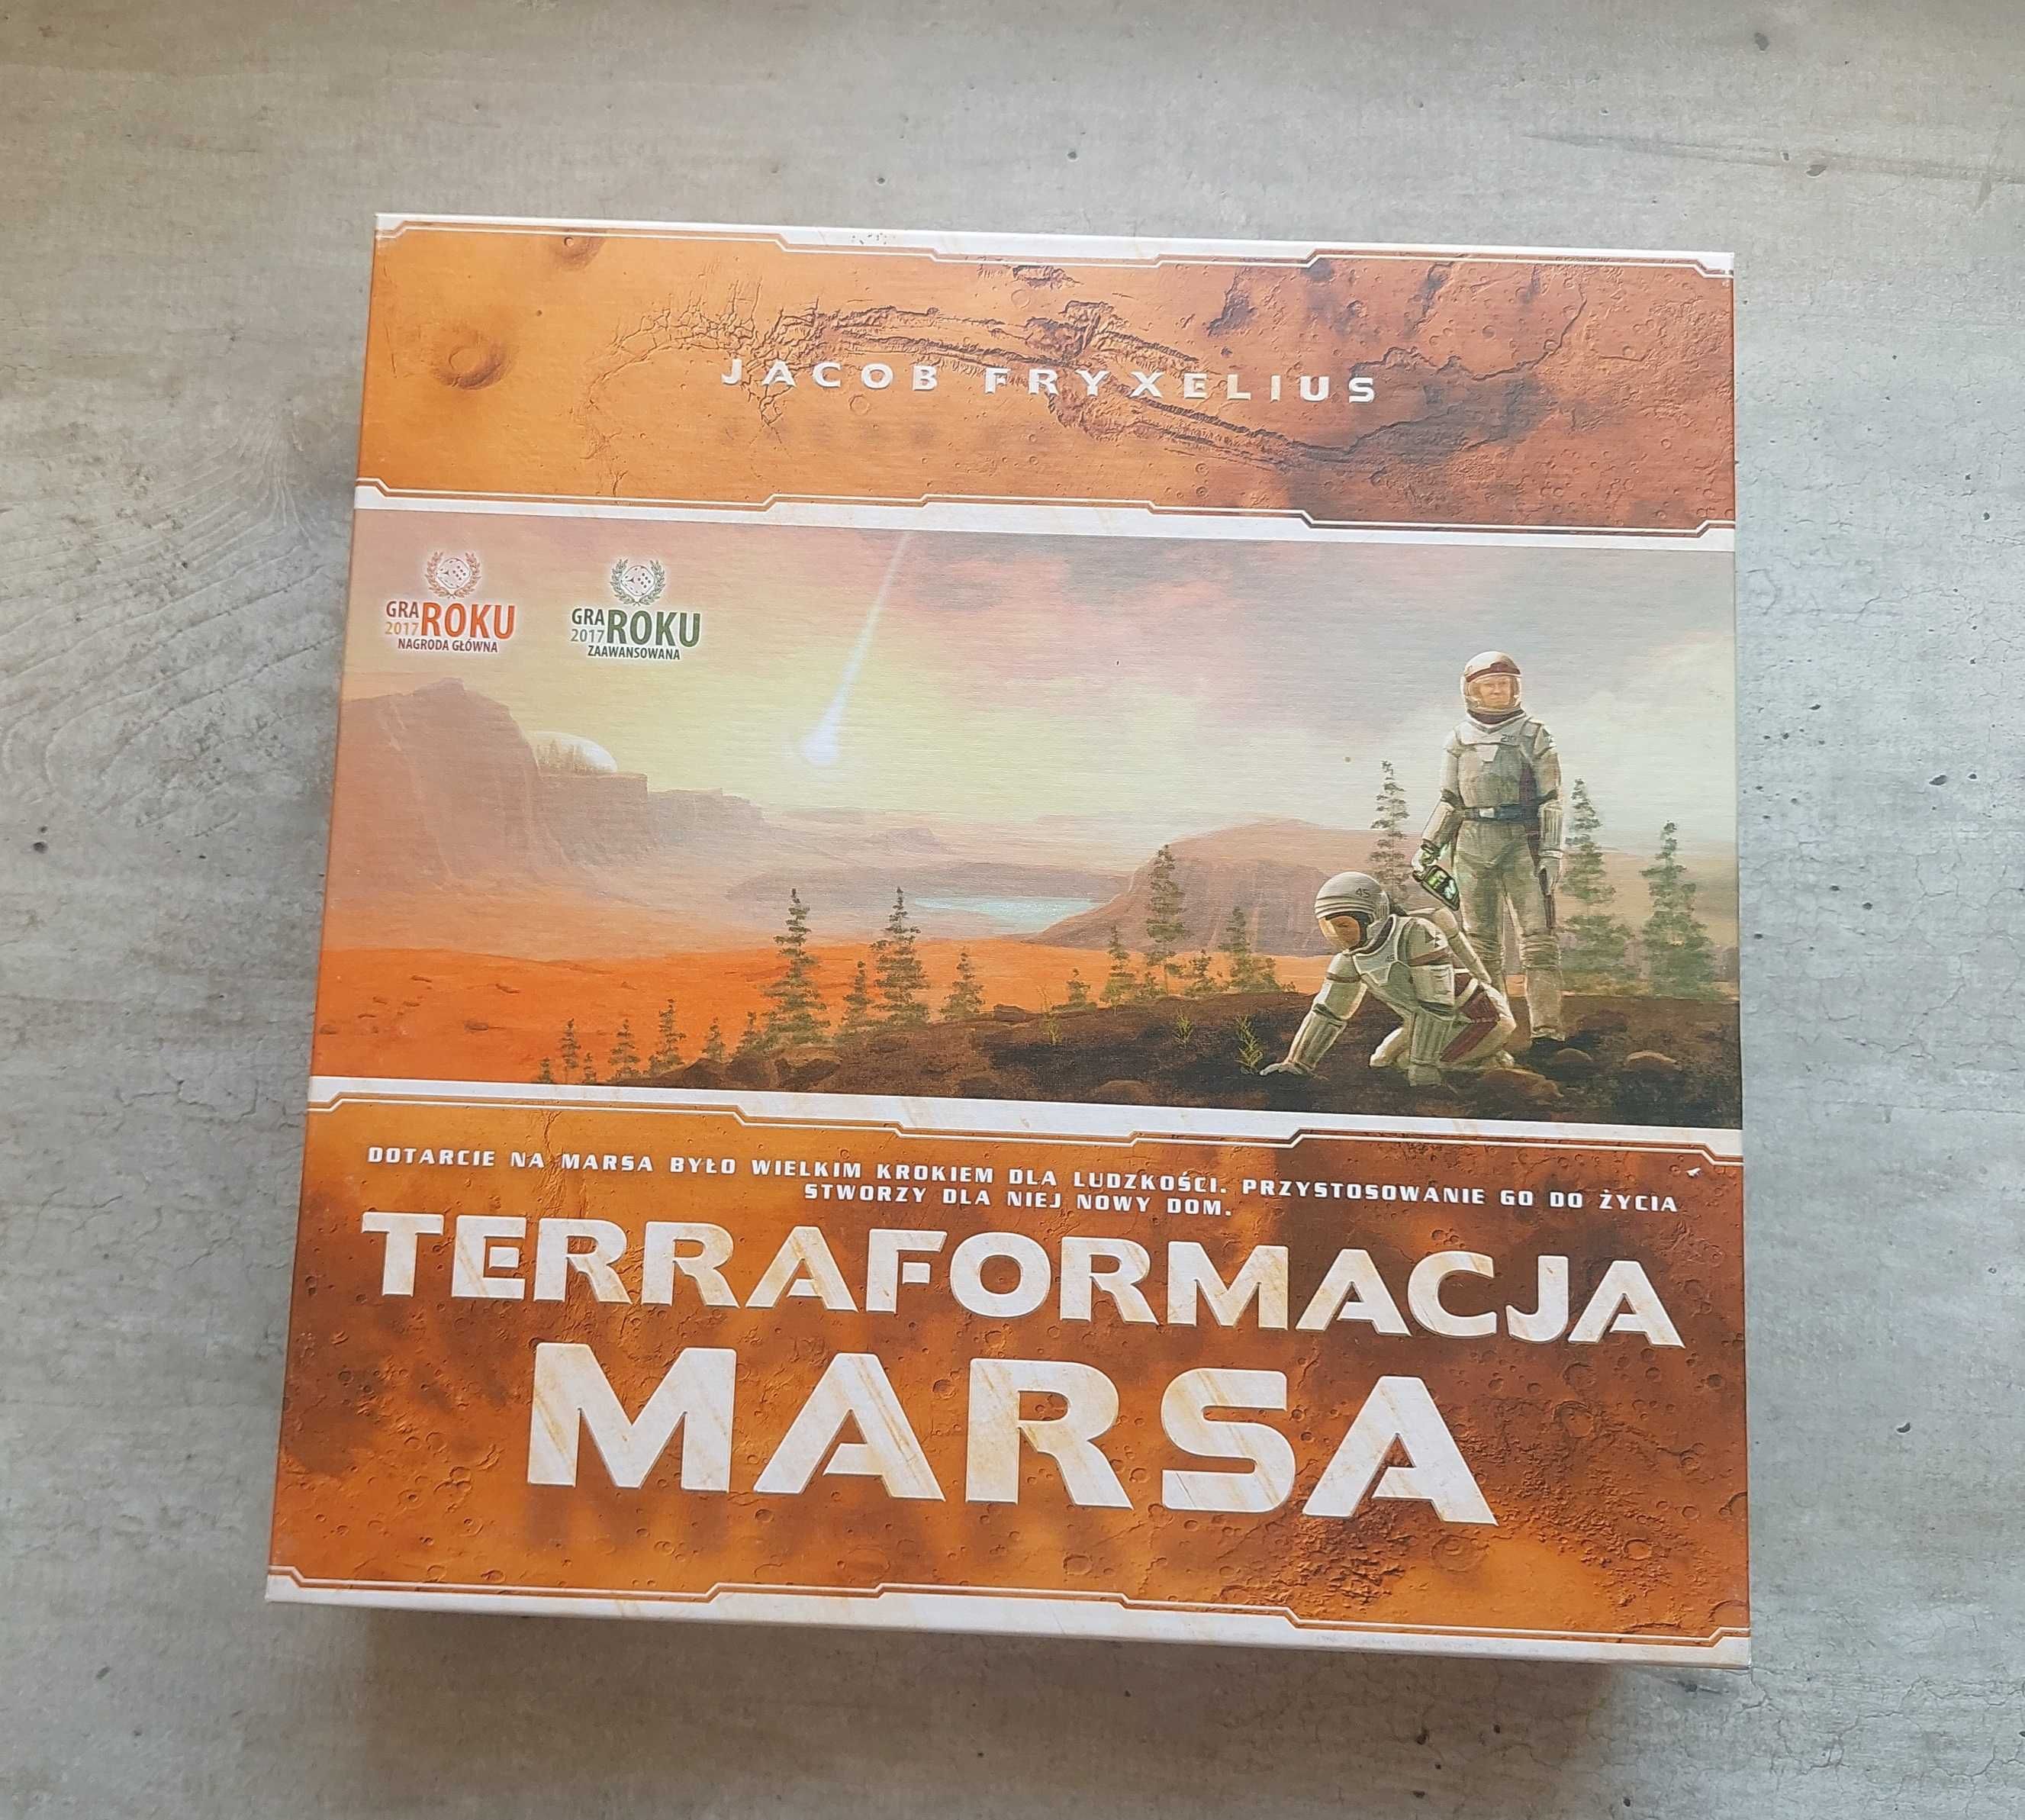 JACOB FRYXELIUS
GRA ROKU
2017
NAGRODA GŁÓWNA
GRA ROKU
2017
ZAAWANSOWANA
45
DOTARCIE NA MARSA BYŁO WIELKIM KROKIEM DLA LUDZKOŚCI. PRZYSTOSOWANIE GO DO ŻYCIA
STWORZY DLA NIEJ NOWY DOM.
TERRAFORMACJA
MARSA